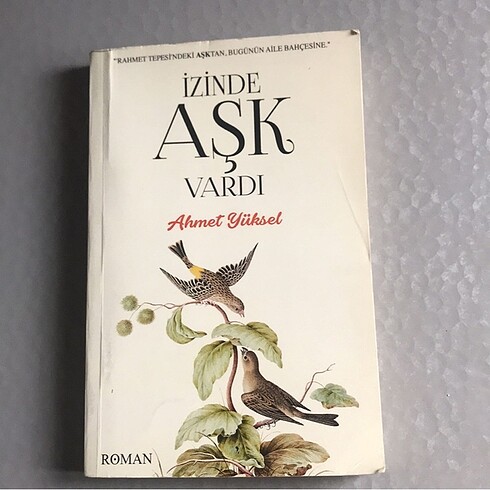 "RAHMET TEPESİ'NDEKİ AŞKTAN, BUGÜNÜN AİLE BAHÇESİNE."
İZİNDE
AŞK
VARDI
Ahmet Yüksel
ROMAN